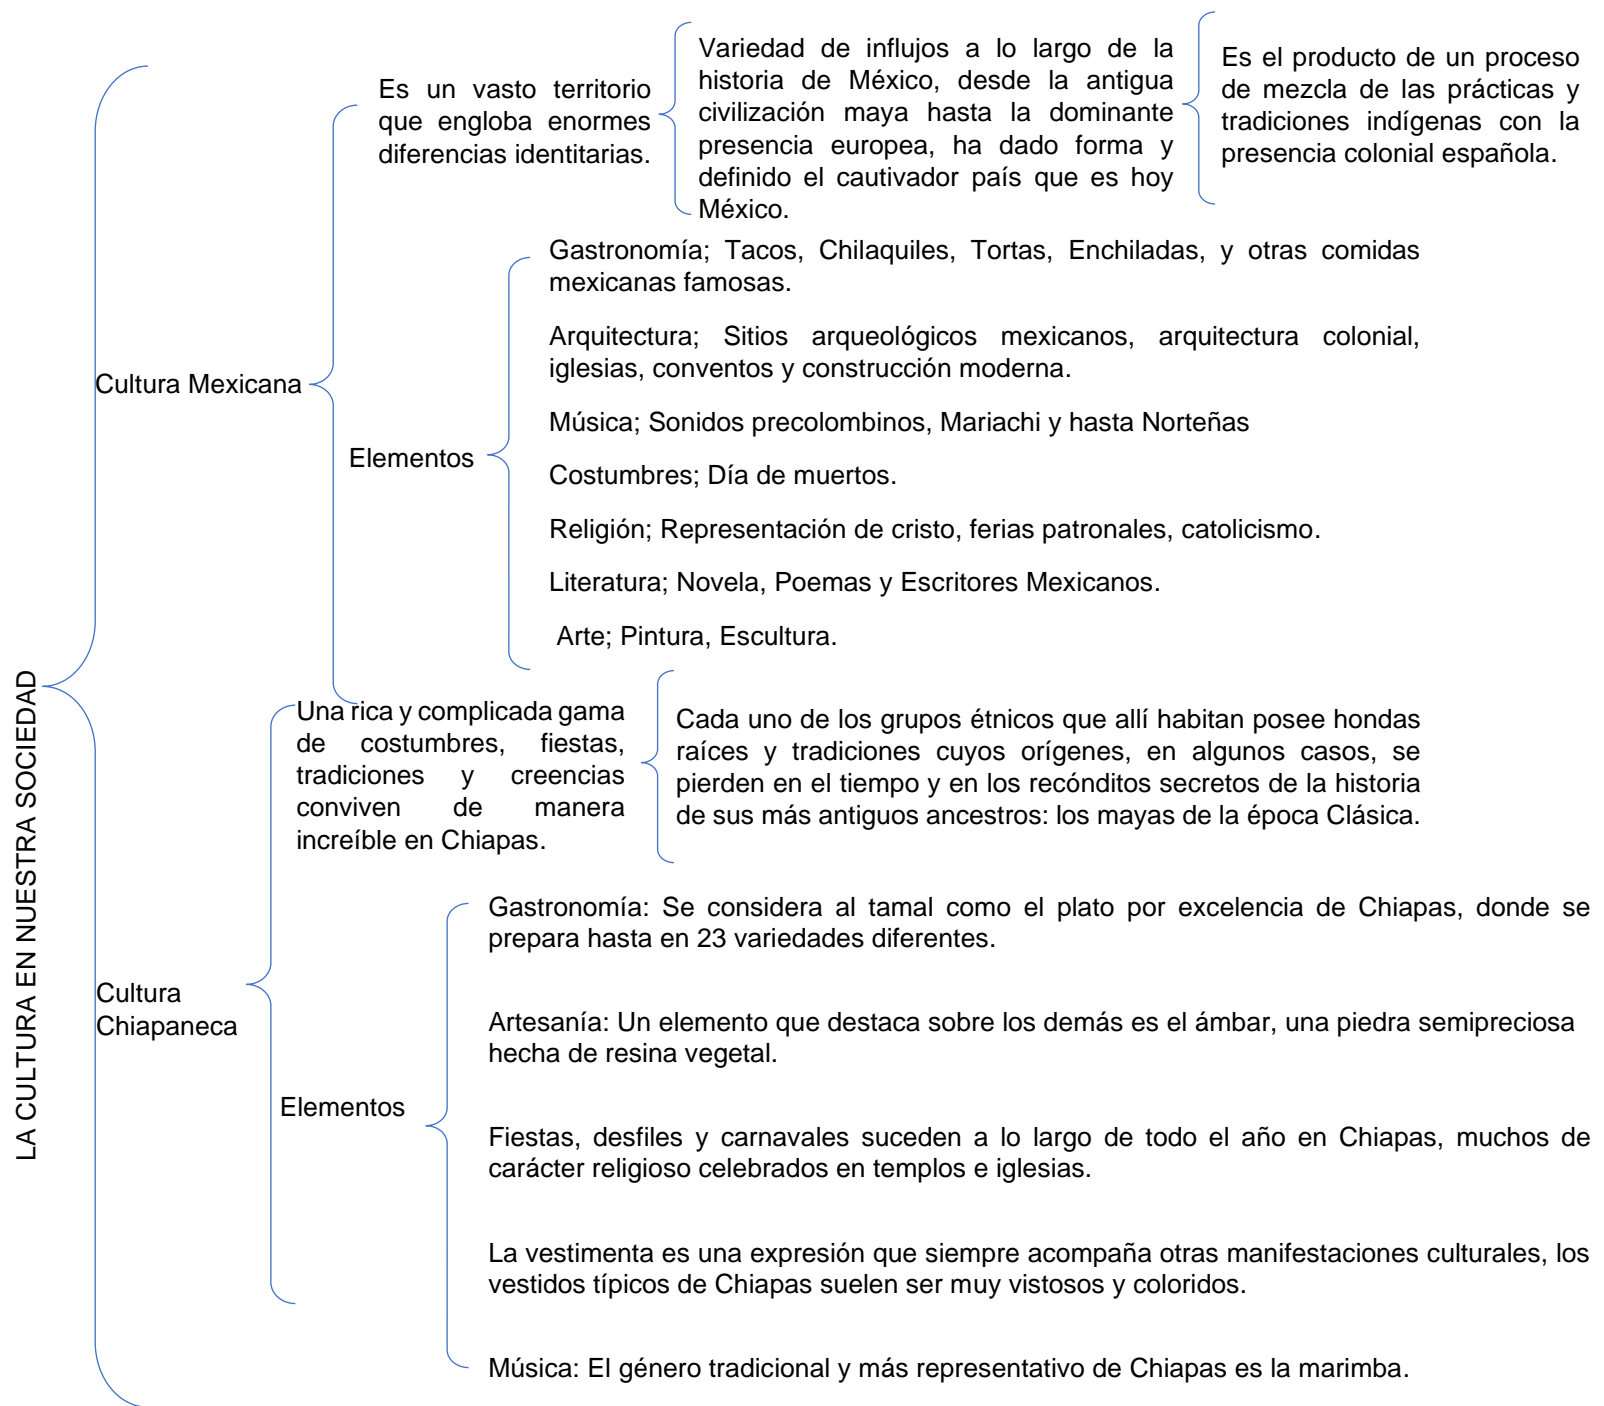 LA CULTURA EN NUESTRA SOCIEDAD
Cultura Mexicana
Es un vasto territorio
que engloba enormes
diferencias identitarias.
Variedad de influjos a lo largo de la
historia de México, desde la antigua
civilización maya hasta la dominante
presencia europea, ha dado forma y
definido el cautivador país que es hoy
México.
Es el producto de un proceso
de mezcla de las prácticas y
tradiciones indígenas con la
presencia colonial española.
Elementos
Gastronomía; Tacos, Chilaquiles, Tortas, Enchiladas, y otras comidas
mexicanas famosas.
Arquitectura; Sitios arqueológicos mexicanos, arquitectura colonial,
iglesias, conventos y construcción moderna.
Música; Sonidos precolombinos, Mariachi y hasta Norteñas
Costumbres; Día de muertos.
Religión; Representación de cristo, ferias patronales, catolicismo.
Literatura; Novela, Poemas y Escritores Mexicanos.
Arte; Pintura, Escultura.
Cultura
Chiapaneca
Una rica y complicada gama
de costumbres, fiestas,
tradiciones y creencias
conviven de manera
increíble en Chiapas.
Cada uno de los grupos étnicos que allí habitan posee hondas
raíces y tradiciones cuyos orígenes, en algunos casos, se
pierden en el tiempo y en los recónditos secretos de la historia
de sus más antiguos ancestros: los mayas de la época Clásica.
Elementos
Gastronomía: Se considera al tamal como el plato por excelencia de Chiapas, donde se
prepara hasta en 23 variedades diferentes.
Artesanía: Un elemento que destaca sobre los demás es el ámbar, una piedra semipreciosa
hecha de resina vegetal.
Fiestas, desfiles y carnavales suceden a lo largo de todo el año en Chiapas, muchos de
carácter religioso celebrados en templos e iglesias.
La vestimenta es una expresión que siempre acompaña otras manifestaciones culturales, los
vestidos típicos de Chiapas suelen ser muy vistosos y coloridos.
Música: El género tradicional y más representativo de Chiapas es la marimba.